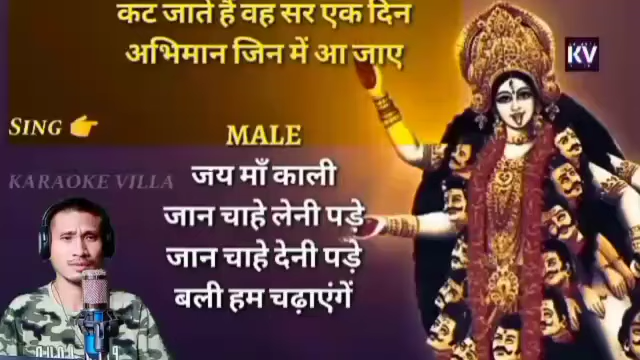 कट जाते हैं वह सर एक दिन
अभिमान जिन में आ जाए
KV
SING 👉
MALE
KARAOKE VILLA
जय माँ काली
जान चाहे लेनी पड़े
जान चाहे देनी पड़े
बली हम चढ़ाएंगें